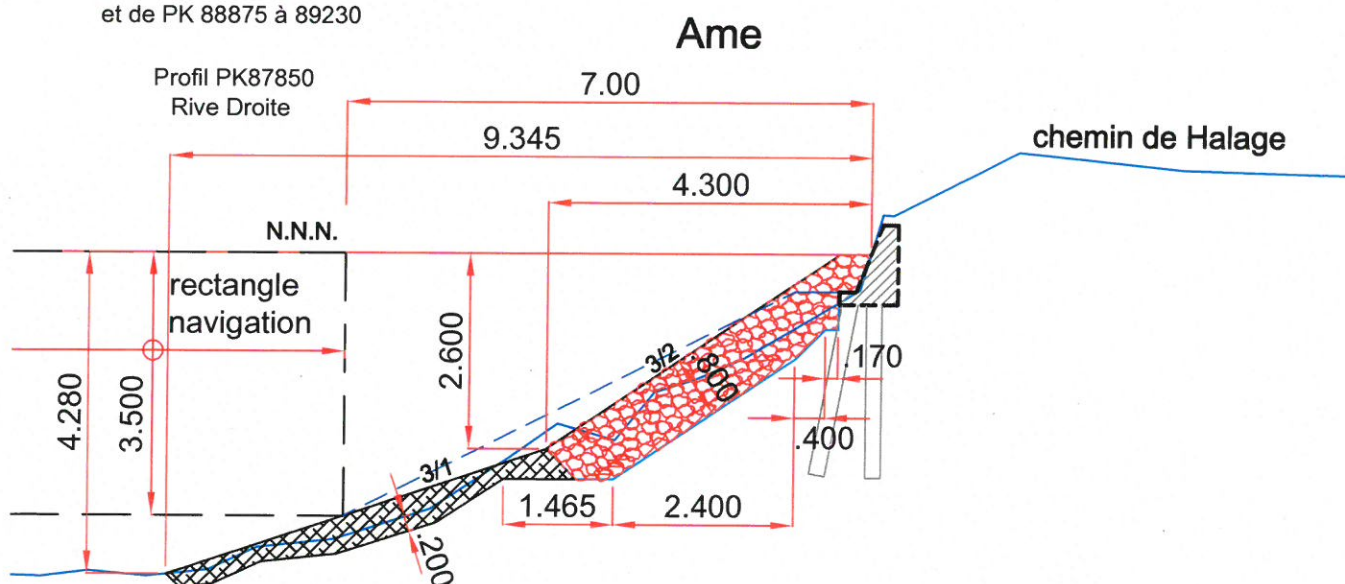 et de PK 88875 à 89230
Ame
Profil PK87850
Rive Droite
7.00
9.345
chemin de Halage
4.300
N.N.N.
rectangle
navigation
4.280
3.500
2.600
3/2
.800
.170
.400
3/1
1.465
2.400
.200